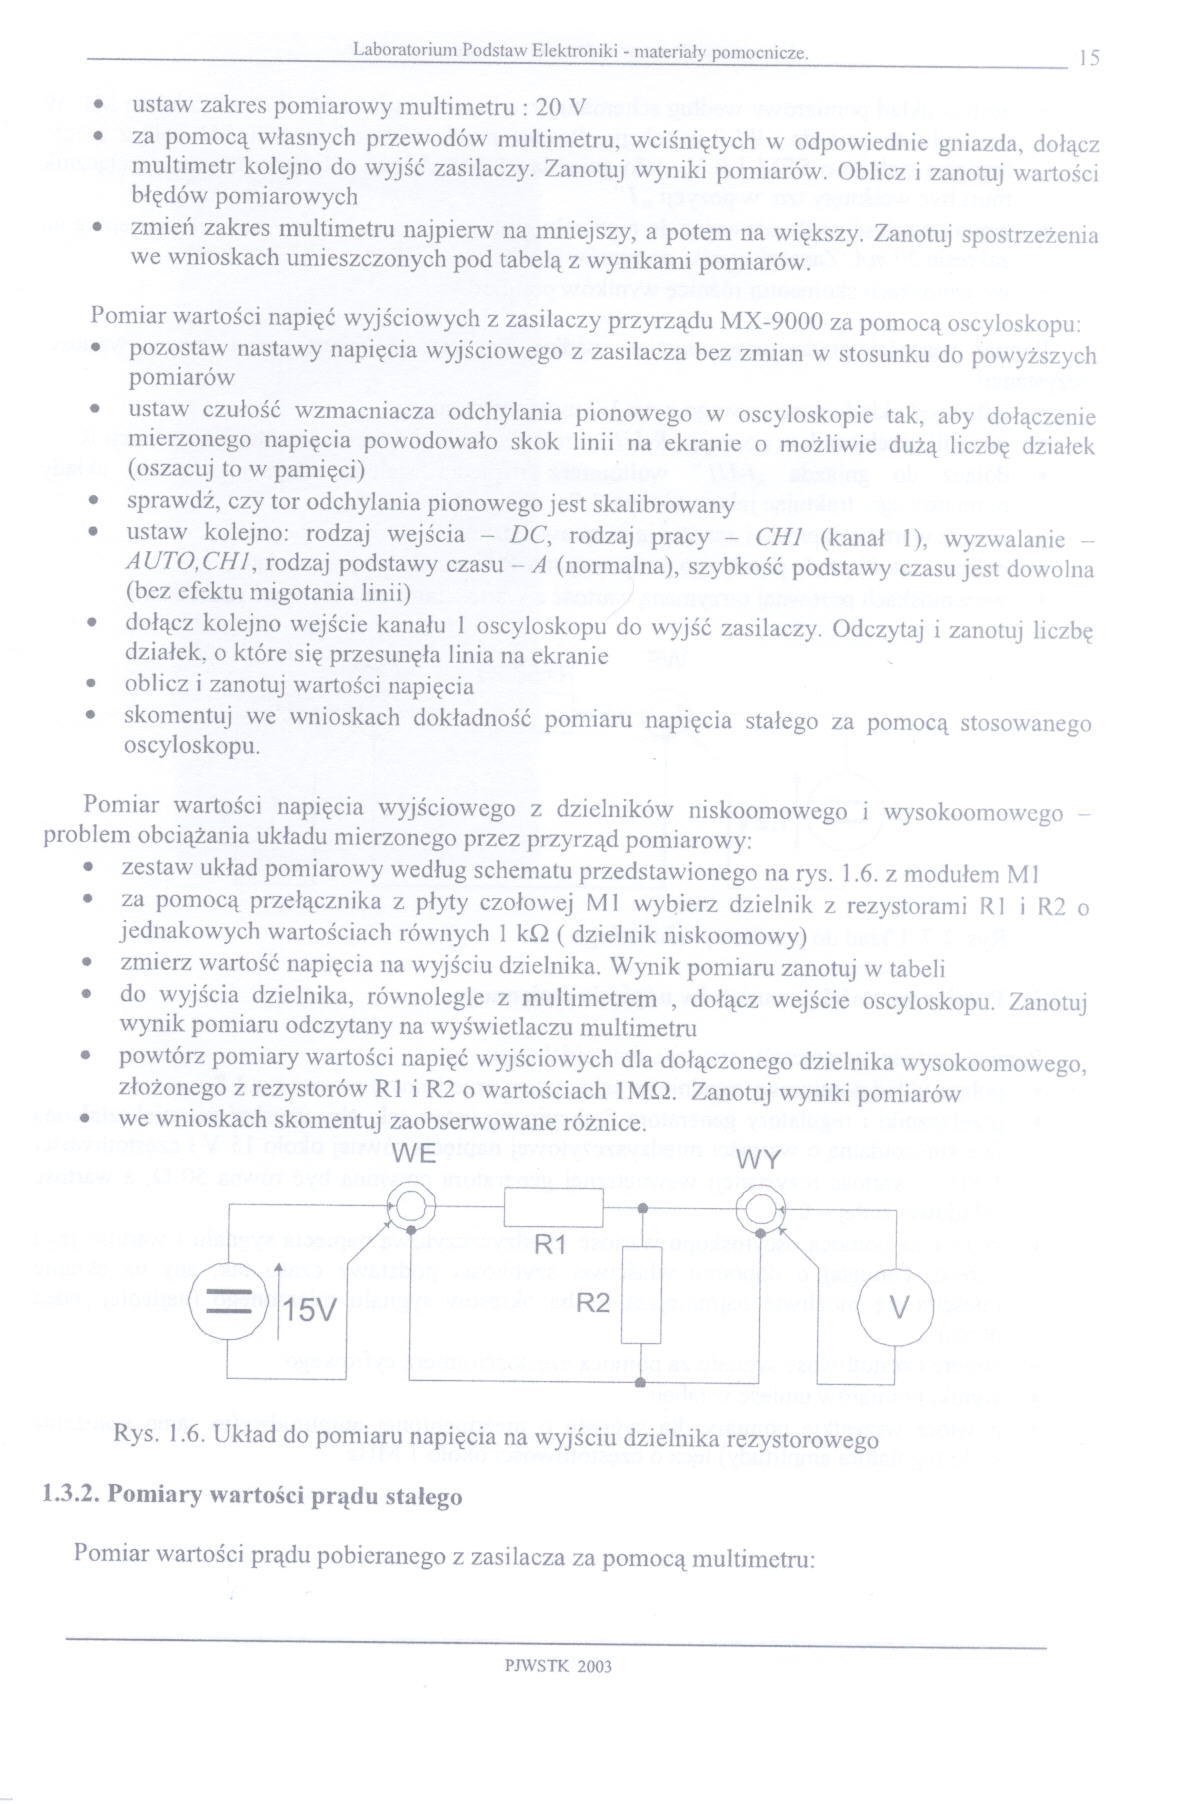 Laboratorium Podstaw Elektroniki - materiały pomocnicze. 15
• ustaw zakres pomiarowy multimetru : 20 V
• za pomocą własnych przewodów multimetru, wciśniętych w odpowiednie gniazda, dołącz
multimetr kolejno do wyjść zasilaczy. Zanotuj wyniki pomiarów. Oblicz i zanotuj wartości
błędów pomiarowych
• zmień zakres multimetru najpierw na mniejszy, a potem na większy. Zanotuj spostrzeżenia
we wnioskach umieszczonych pod tabelą z wynikami pomiarów.
Pomiar wartości napięć wyjściowych z zasilaczy przyrządu MX-9000 za pomocą oscyloskopu:
• pozostaw nastawy napięcia wyjściowego z zasilacza bez zmian w stosunku do powyższych
pomiarów
• ustaw czułość wzmacniacza odchylania pionowego w oscyloskopie tak, aby dołączenie
mierzonego napięcia powodowało skok linii na ekranie o możliwie dużą liczbę działek
(oszacuj to w pamięci)
• sprawdź, czy tor odchylania pionowego jest skalibrowany
• ustaw kolejno: rodzaj wejścia – DC, rodzaj pracy – CH1 (kanał 1), wyzwalanie –
AUTO,CH1, rodzaj podstawy czasu – A (normalna), szybkość podstawy czasu jest dowolna
(bez efektu migotania linii)
• dołącz kolejno wejście kanału 1 oscyloskopu do wyjść zasilaczy. Odczytaj i zanotuj liczbę
działek, o które się przesunęła linia na ekranie
• oblicz i zanotuj wartości napięcia
• skomentuj we wnioskach dokładność pomiaru napięcia stałego za pomocą stosowanego
oscyloskopu.
Pomiar wartości napięcia wyjściowego z dzielników niskoomowego i wysokoomowego –
problem obciążania układu mierzonego przez przyrząd pomiarowy:
• zestaw układ pomiarowy według schematu przedstawionego na rys. 1.6. z modułem M1
• za pomocą przełącznika z płyty czołowej M1 wybierz dzielnik z rezystorami R1 i R2 o
jednakowych wartościach równych 1 kΩ ( dzielnik niskoomowy)
• zmierz wartość napięcia na wyjściu dzielnika. Wynik pomiaru zanotuj w tabeli
• do wyjścia dzielnika, równolegle z multimetrem , dołącz wejście oscyloskopu. Zanotuj
wynik pomiaru odczytany na wyświetlaczu multimetru
• powtórz pomiary wartości napięć wyjściowych dla dołączonego dzielnika wysokoomowego,
złożonego z rezystorów R1 i R2 o wartościach 1MΩ. Zanotuj wyniki pomiarów
• we wnioskach skomentuj zaobserwowane różnice.
WE WY
R1
15V R2 V
Rys. 1.6. Układ do pomiaru napięcia na wyjściu dzielnika rezystorowego
1.3.2. Pomiary wartości prądu stałego
Pomiar wartości prądu pobieranego z zasilacza za pomocą multimetru:
PJWSTK 2003